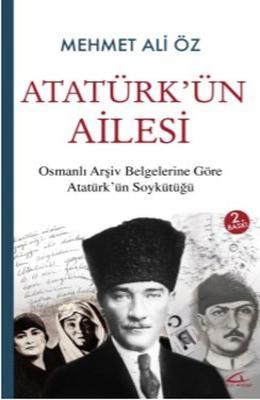 MEHMET ALİ ÖZ
ATATÜRK'ÜN
AİLESİ
Osmanlı Arşiv Belgelerine Göre
Atatürk'ün Soykütüğü
2.
BASKI